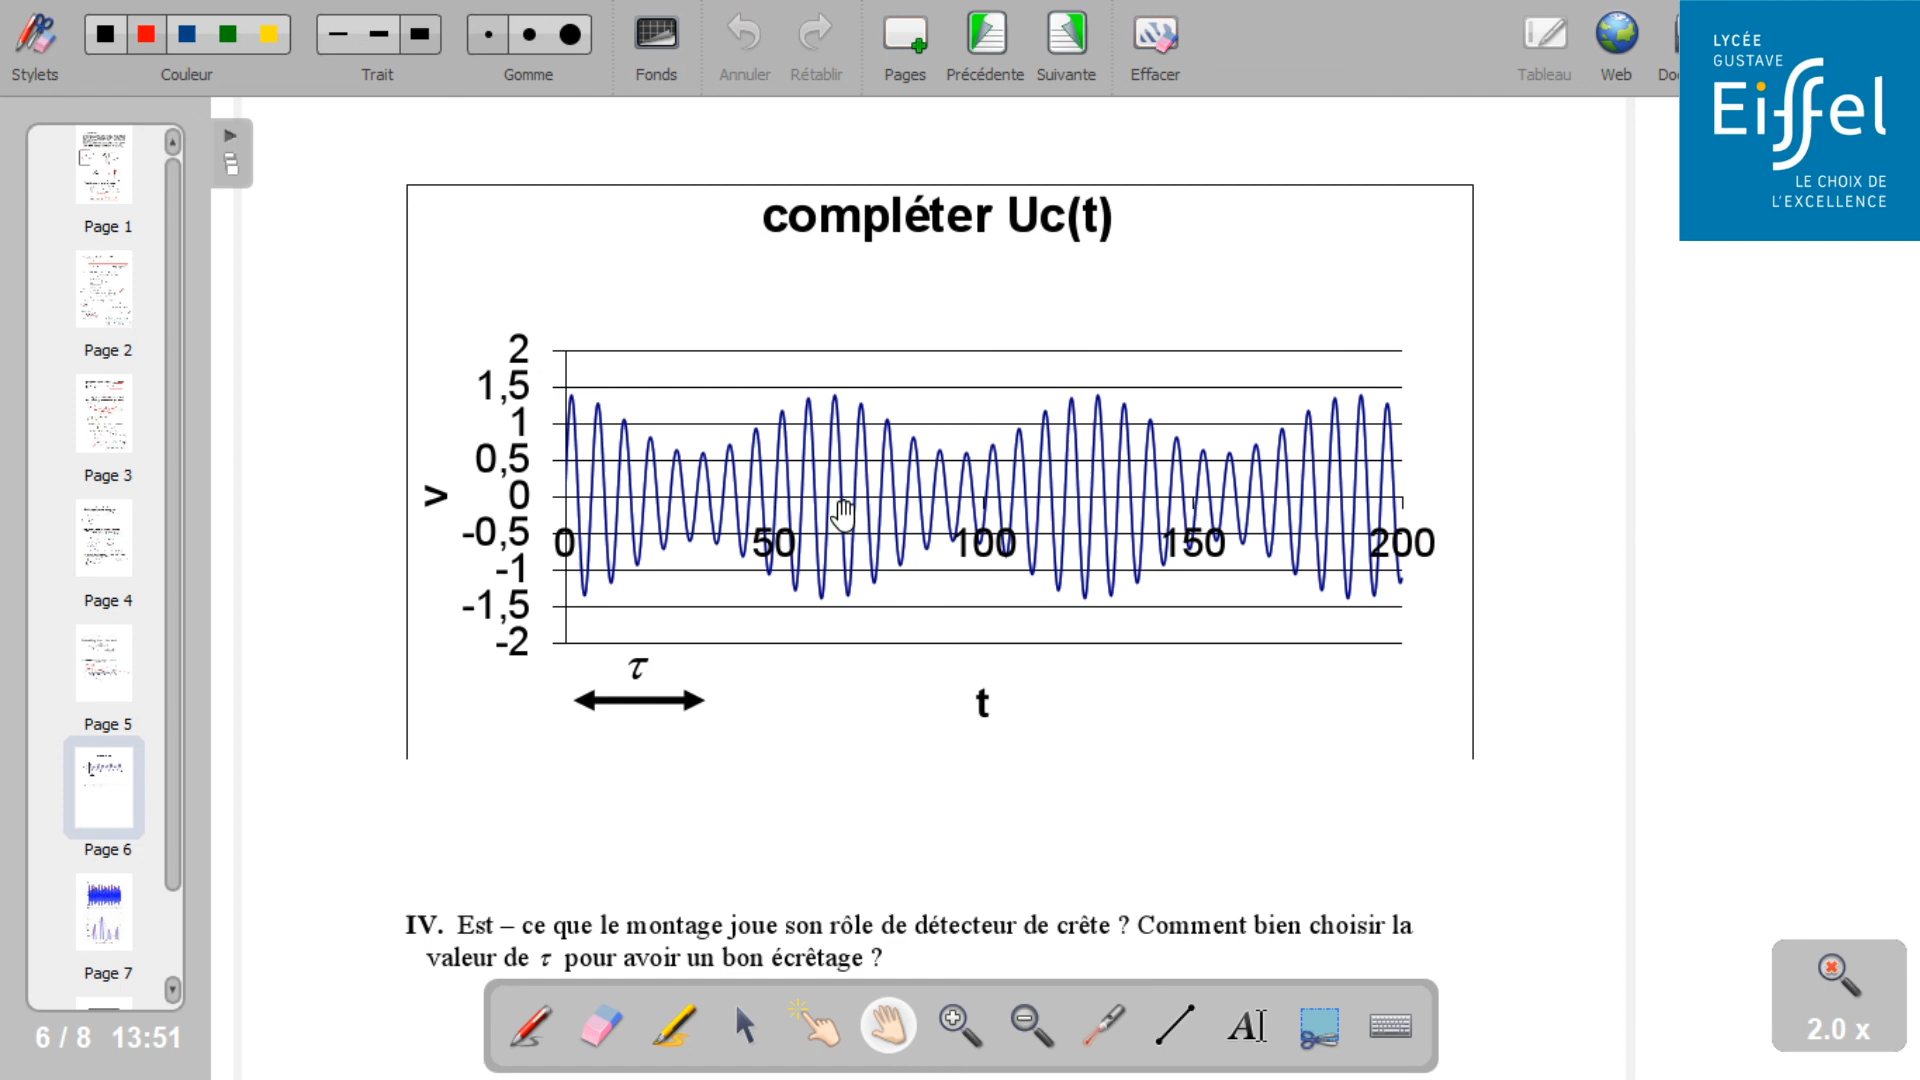 Stylets
Couleur
Trait
Gomme
Fonds
Annuler
Rétablir
Pages
Précédente
Suivante
Effacer
Tableau
Web
LYCÉE
GUSTAVE
Eiffel
LE CHOIX DE
L'EXCELLENCE
Page 1
Page 2
Page 3
Page 4
Page 5
Page 6
Page 7
6 / 8 13:51
compléter Uc(t)
2
1,5
1
0,5
0
-0,5
-1
-1,5
-2
V
0 50 100 150 200
τ
t
IV. Est – ce que le montage joue son rôle de détecteur de crête ? Comment bien choisir la
valeur de τ pour avoir un bon écrêtage ?
2.0 x